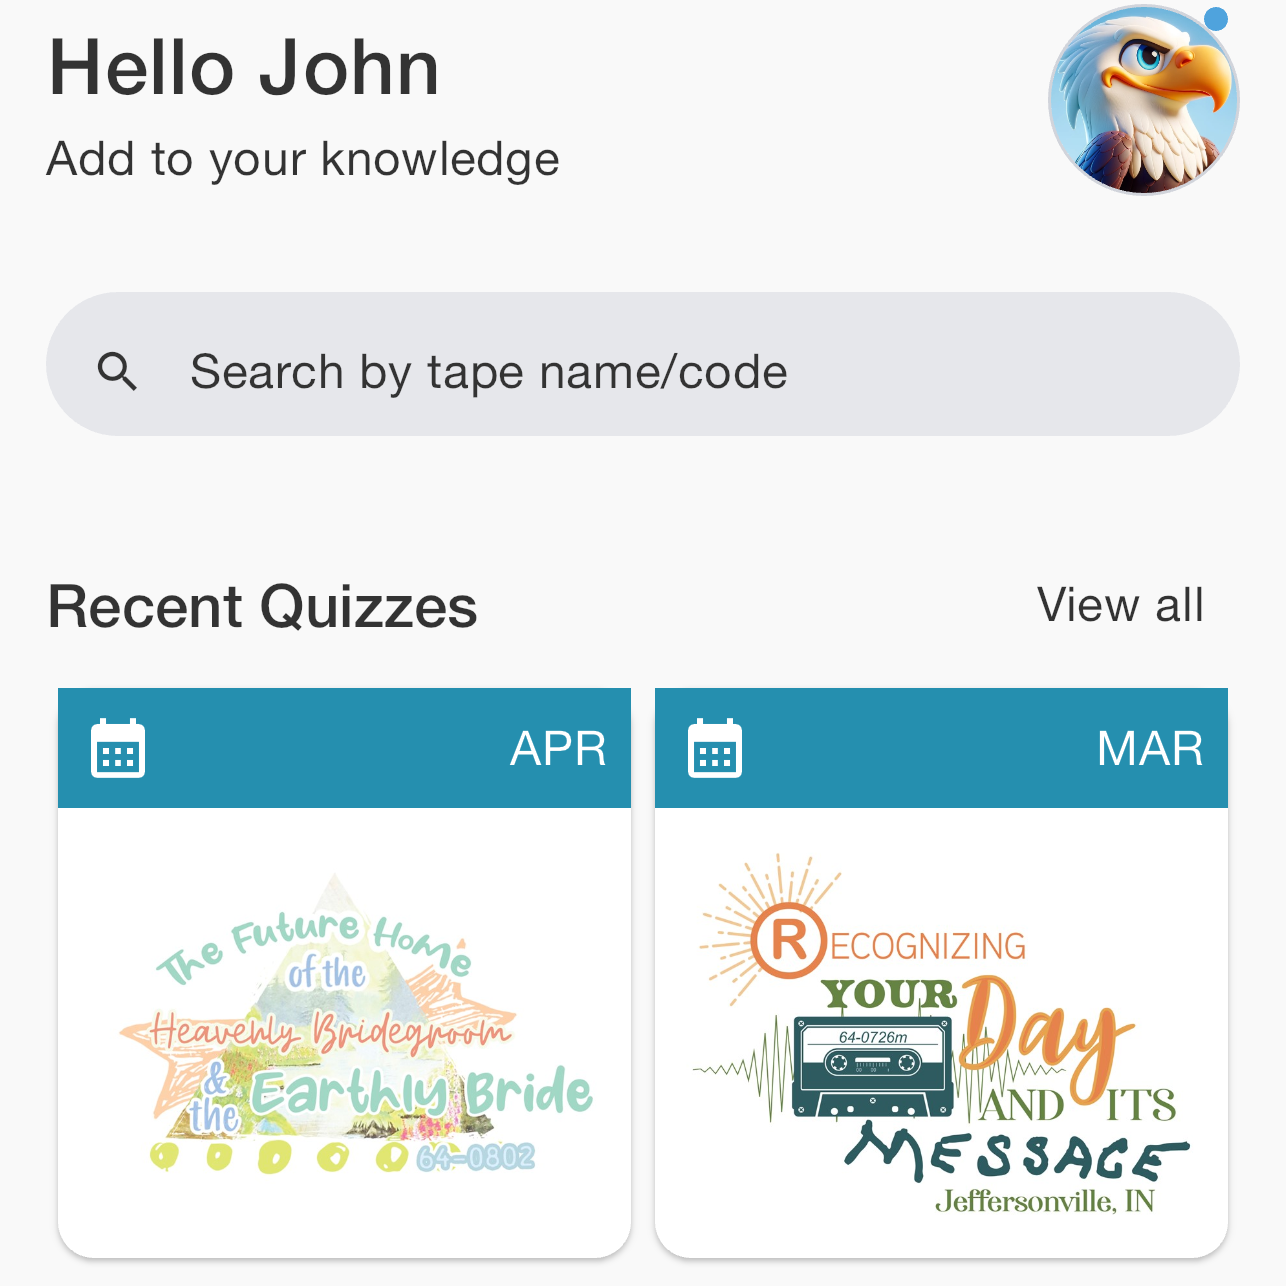 Hello John
Add to your knowledge
Search by tape name/code
Recent Quizzes
View all
APR
The Future Home
of the
Heavenly Bridegroom
& the Earthly Bride
64-0802
MAR
RECOGNIZING
YOUR Day
64-0726m
AND ITS
MESSAGE
Jeffersonville, IN